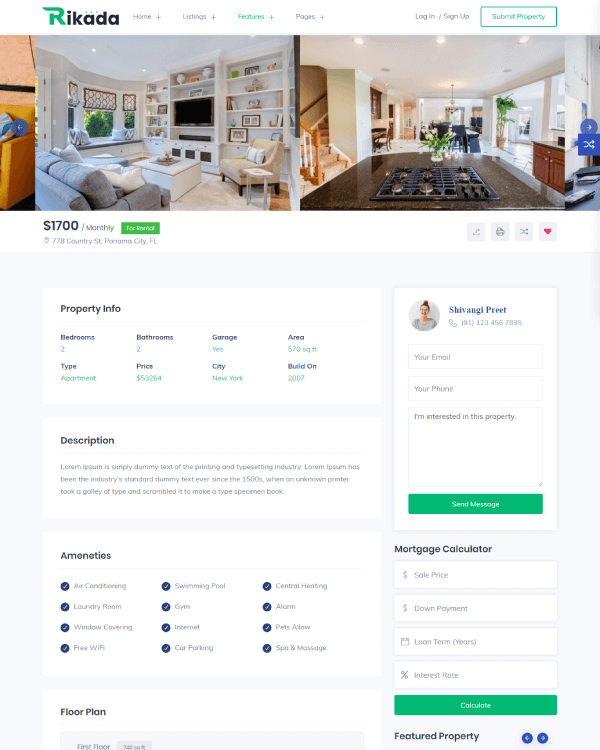 Rikada
Home + Listings + Features + Pages + Log In / Sign Up Submit Property
$1700 / Monthly For Rental
778 Country St, Panama City, FL
Property Info
Bedrooms Bathrooms Garage Area
2 2 Yes 570 sq ft
Type Price City Build On
Apartment $53264 New York 2007
Description
Lorem Ipsum is simply dummy text of the printing and typesetting industry. Lorem Ipsum has
been the industry's standard dummy text ever since the 1500s, when an unknown printer
took a galley of type and scrambled it to make a type specimen book.
Ameneties
Air Conditioning Swimming Pool Central Heating
Laundry Room Gym Alarm
Window Covering Internet Pets Allow
Free WiFi Car Parking Spa & Massage
Floor Plan
First Floor 740 sq ft
Shivangi Preet
(91) 123 456 7895
Your Email
Your Phone
I'm interested in this property.
Send Message
Mortgage Calculator
$ Sale Price
$ Down Payment
Loan Term (Years)
% Interest Rate
Calculate
Featured Property